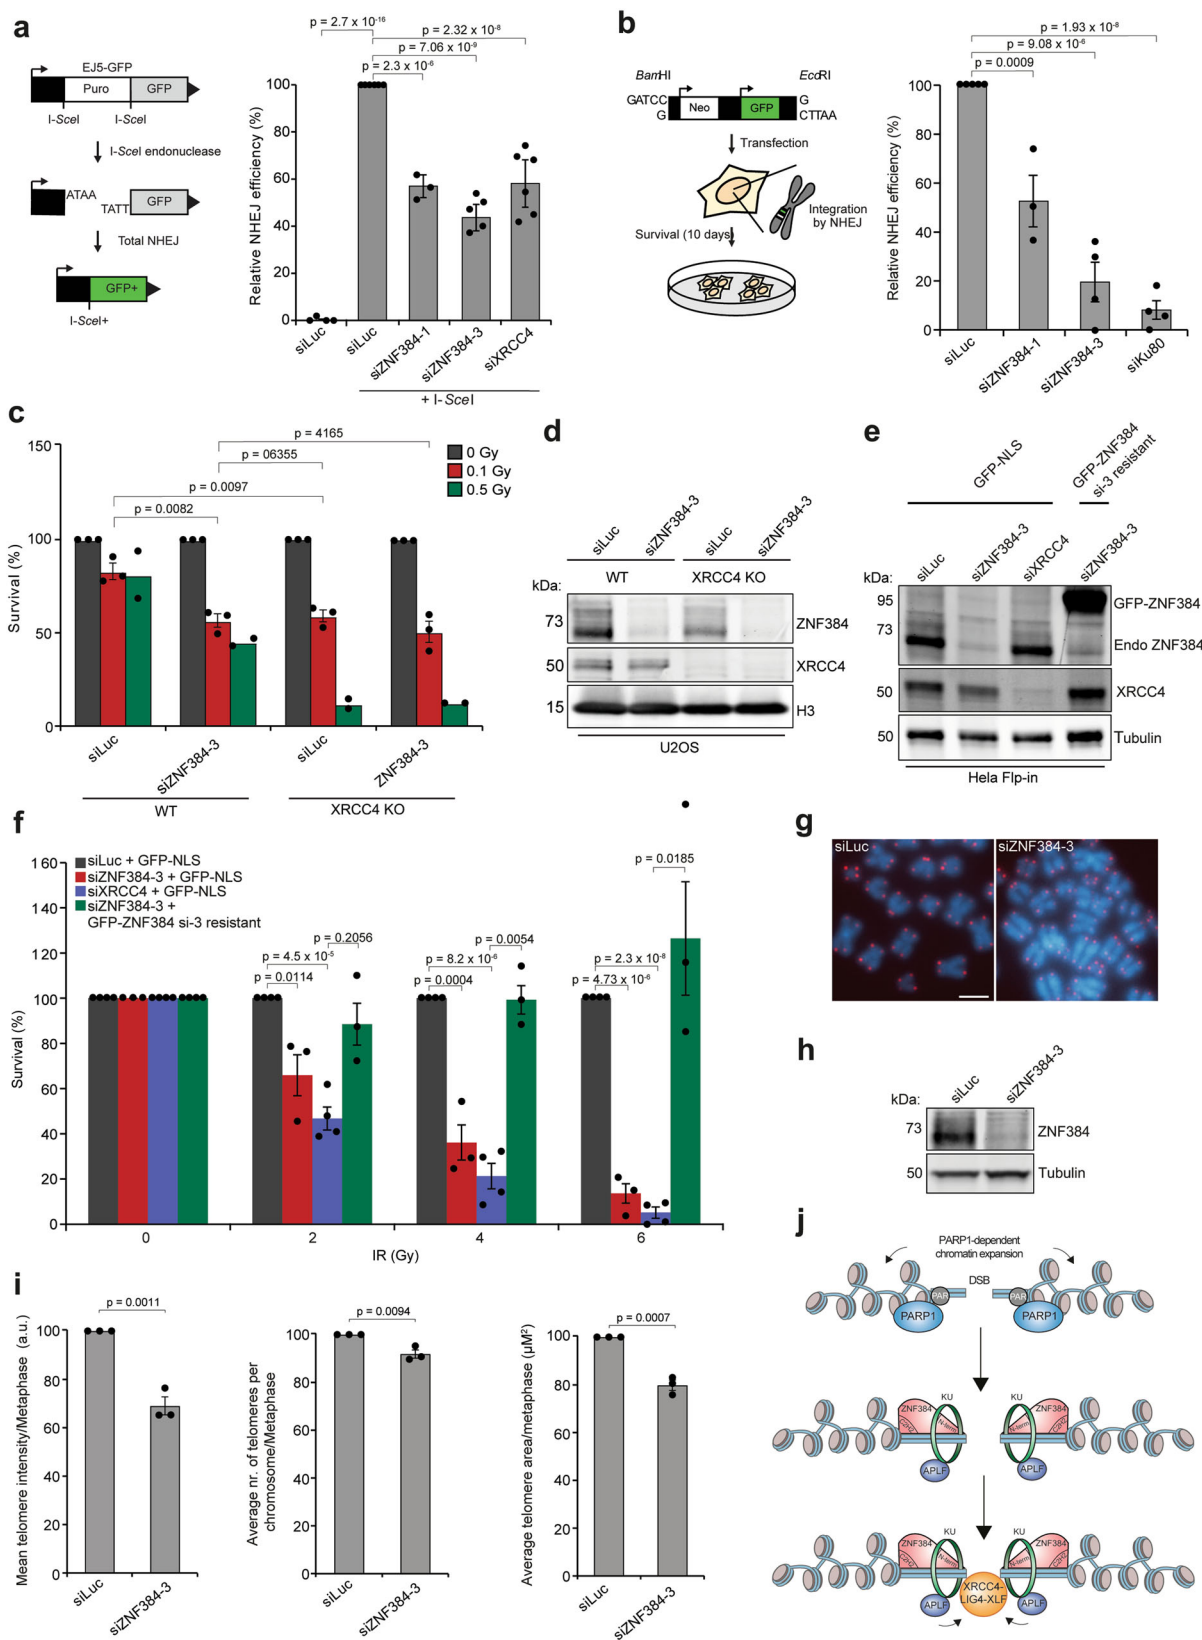 a
EJ5-GFP
Puro
GFP
I-SceI
I-SceI
I-SceI endonuclease
ATAA
TATT
GFP
Total NHEJ
GFP+
I-SceI+
p = 2.7 x 10-16
p = 2.32 x 10-8
p = 7.06 x 10-9
p = 2.3 x 10-6
Relative NHEJ efficiency (%)
100
80
60
40
20
0
siLuc
siLuc
siZNF384-1
siZNF384-3
siXRCC4
+ I-SceI
b
BamHI
EcoRI
GATCC
G
Neo
GFP
G
CTTAA
Transfection
Integration
by NHEJ
Survival (10 days)
p = 1.93 x 10-8
p = 9.08 x 10-6
p = 0.0009
Relative NHEJ efficiency (%)
100
80
60
40
20
0
siLuc
siZNF384-1
siZNF384-3
siKu80
c
p = 4165
p = 06355
p = 0.0097
p = 0.0082
0 Gy
0.1 Gy
0.5 Gy
Survival (%)
150
100
50
0
siLuc
siZNF384-3
siLuc
ZNF384-3
WT
XRCC4 KO
d
siLuc
siZNF384-3
siLuc
siZNF384-3
WT
XRCC4 KO
kDa:
73
ZNF384
50
XRCC4
15
H3
U2OS
e
GFP-NLS
GFP-ZNF384
si-3 resistant
siLuc
siZNF384-3
siXRCC4
siZNF384-3
kDa:
95
GFP-ZNF384
73
Endo ZNF384
50
XRCC4
50
Tubulin
Hela Flp-in
f
siLuc + GFP-NLS
siZNF384-3 + GFP-NLS
siXRCC4 + GFP-NLS
siZNF384-3 +
GFP-ZNF384 si-3 resistant
p = 0.2056
p = 4.5 x 10-5
p = 0.0114
p = 0.0054
p = 8.2 x 10-6
p = 0.0004
p = 0.0185
p = 2.3 x 10-8
p = 4.73 x 10-6
Survival (%)
160
140
120
100
80
60
40
20
0
0
2
4
6
IR (Gy)
g
siLuc
siZNF384-3
h
siLuc
siZNF384-3
kDa:
73
ZNF384
50
Tubulin
i
p = 0.0011
Mean telomere intensity/Metaphase (a.u.)
100
80
60
40
20
0
siLuc
siZNF384-3
p = 0.0094
Average nr. of telomeres per
chromosome/Metaphase
100
80
60
40
20
0
siLuc
siZNF384-3
p = 0.0007
Average telomere area/metaphase (µM2)
100
80
60
40
20
0
siLuc
siZNF384-3
j
PARP1-dependent
chromatin expansion
DSB
PAR
PAR
PARP1
PARP1
KU
KU
ZNF384
ZNF384
C2H2
N-term
N-term
C2H2
APLF
APLF
KU
KU
ZNF384
ZNF384
C2H2
N-term
N-term
C2H2
XRCC4-
LIG4-XLF
APLF
APLF